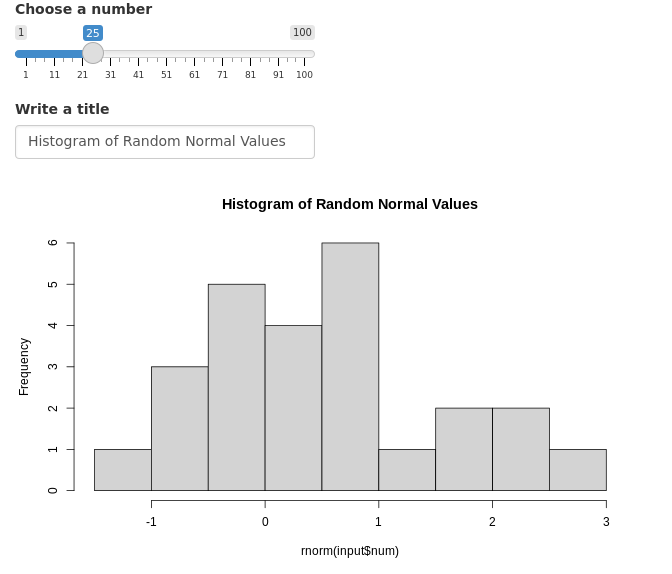 Choose a number
1 25 100
1 11 21 31 41 51 61 71 81 91 100
Write a title
Histogram of Random Normal Values
Histogram of Random Normal Values
6
5
4
3
2
1
0
Frequency
-1 0 1 2 3
rnorm(input$num)